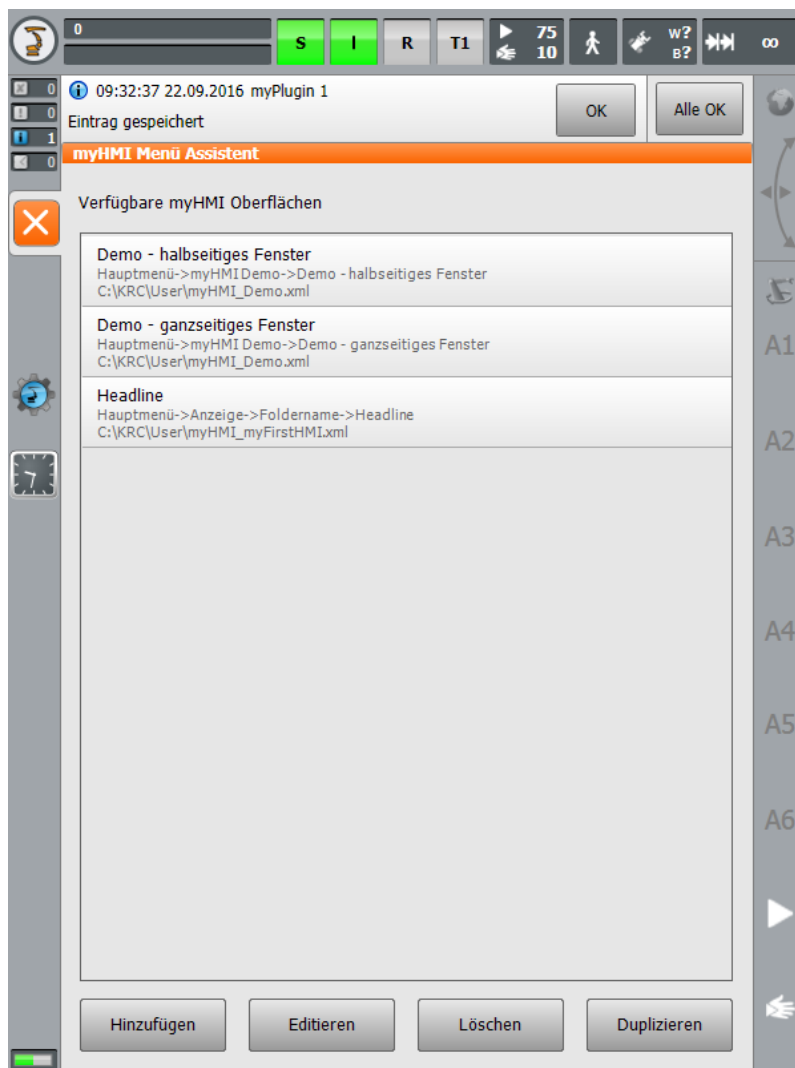 0
S I R T1 75 10 W? B? ∞
0
0
1
0
09:32:37 22.09.2016 myPlugin 1
Eintrag gespeichert
OK
Alle OK
myHMI Menü Assistent
Verfügbare myHMI Oberflächen
Demo - halbseitiges Fenster
Hauptmenü->myHMI Demo->Demo - halbseitiges Fenster
C:\KRC\User\myHMI_Demo.xml
Demo - ganzseitiges Fenster
Hauptmenü->myHMI Demo->Demo - ganzseitiges Fenster
C:\KRC\User\myHMI_Demo.xml
Headline
Hauptmenü->Anzeige->Foldername->Headline
C:\KRC\User\myHMI_myFirstHMI.xml
7
A1
A2
A3
A4
A5
A6
Hinzufügen
Editieren
Löschen
Duplizieren